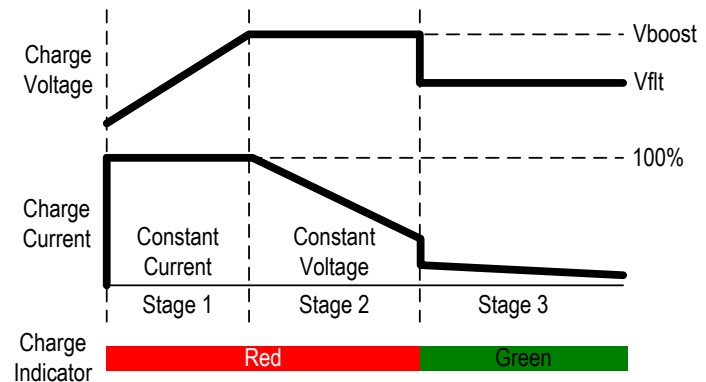 Charge
Voltage
Vboost
Vflt
100%
Charge
Current
Constant
Current
Constant
Voltage
Stage 1
Stage 2
Stage 3
Charge
Indicator
Red
Green